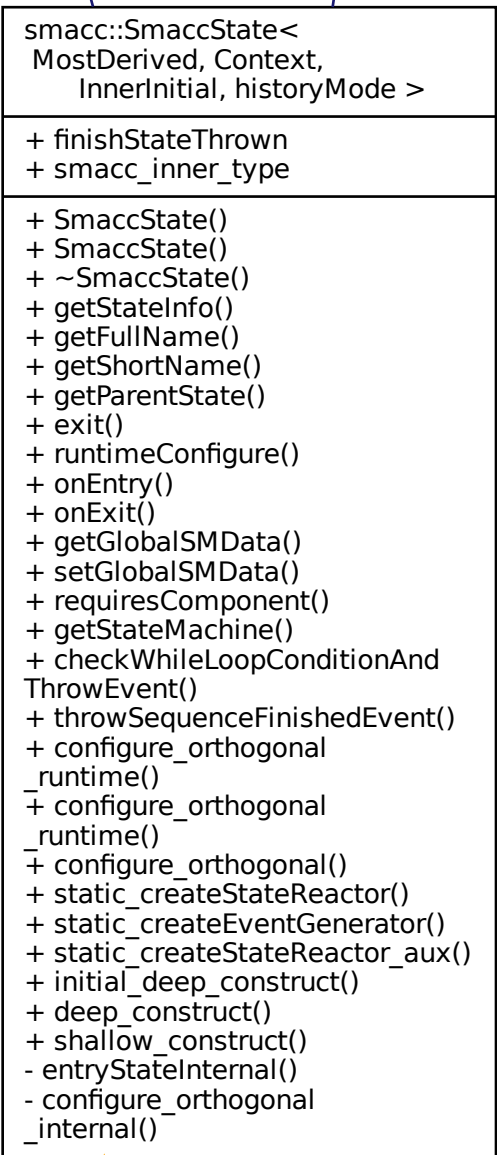 smacc::SmaccState<
MostDerived, Context,
InnerInitial, historyMode >
+ finishStateThrown
+ smacc_inner_type
+ SmaccState()
+ SmaccState()
+ ~SmaccState()
+ getStateInfo()
+ getFullName()
+ getShortName()
+ getParentState()
+ exit()
+ runtimeConfigure()
+ onEntry()
+ onExit()
+ getGlobalSMData()
+ setGlobalSMData()
+ requiresComponent()
+ getStateMachine()
+ checkWhileLoopConditionAnd
ThrowEvent()
+ throwSequenceFinishedEvent()
+ configure_orthogonal
_runtime()
+ configure_orthogonal
_runtime()
+ configure_orthogonal()
+ static_createStateReactor()
+ static_createEventGenerator()
+ static_createStateReactor_aux()
+ initial_deep_construct()
+ deep_construct()
+ shallow_construct()
- entryStateInternal()
- configure_orthogonal
_internal()